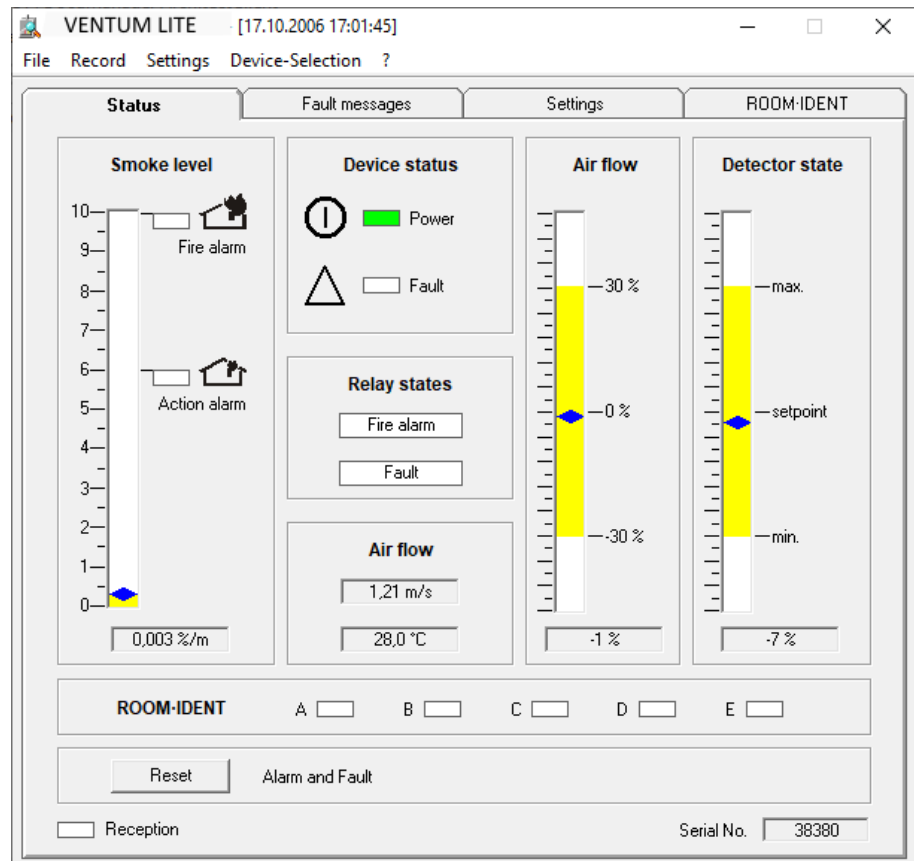 VENTUM LITE - [17.10.2006 17:01:45]
File Record Settings Device-Selection ?
Status Fault messages Settings ROOM·IDENT
Smoke level
10
9
8
7
6
5
4
3
2
1
0
Fire alarm
Action alarm
0,003 %/m
Device status
Power
Fault
Relay states
Fire alarm
Fault
Air flow
1,21 m/s
28,0 °C
Air flow
30 %
0 %
-30 %
-1 %
Detector state
max.
setpoint
min.
-7 %
ROOM·IDENT A B C D E
Reset Alarm and Fault
Reception Serial No. 38380